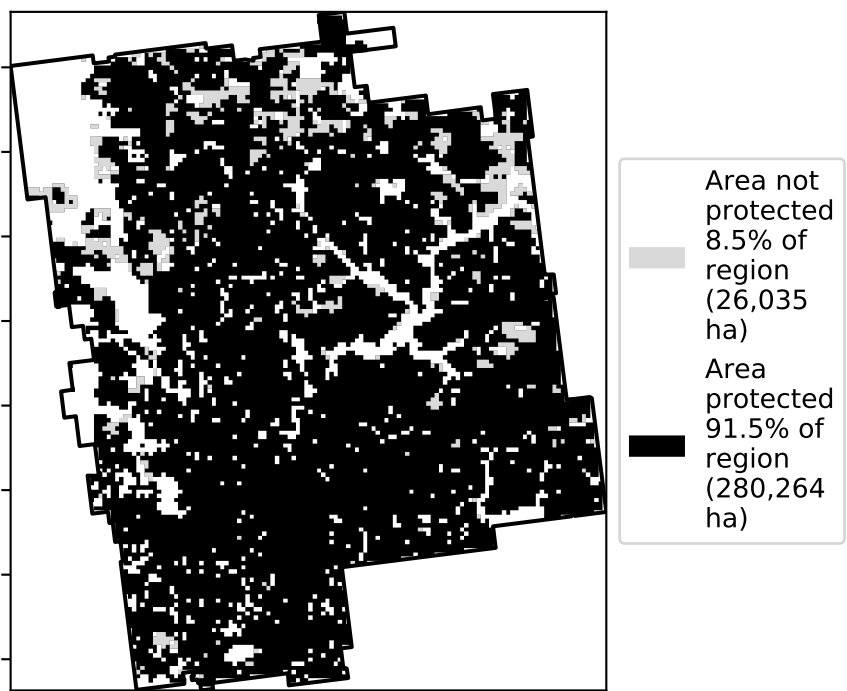 Area not
protected
8.5% of
region
(26,035
ha)
Area
protected
91.5% of
region
(280,264
ha)